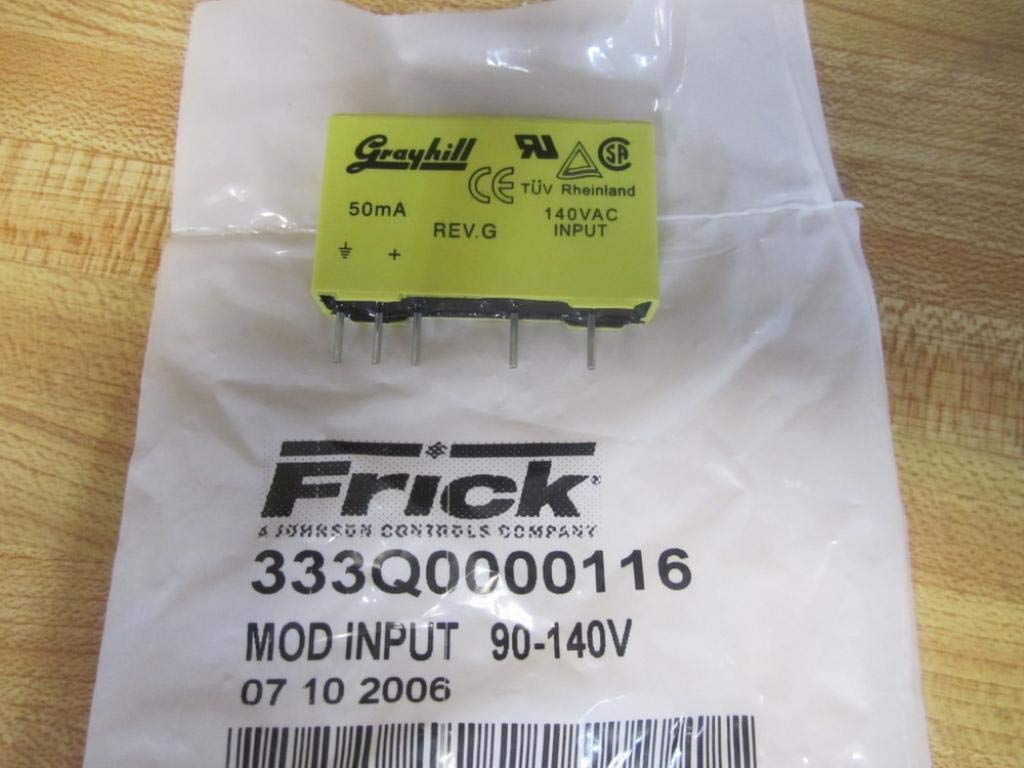 Grayhill
CE
TÜV Rheinland
50mA
REV.G
140VAC
INPUT
+
Frick
A JOHNSON CONTROLS COMPANY
333Q0000116
MOD INPUT 90-140V
07 10 2006